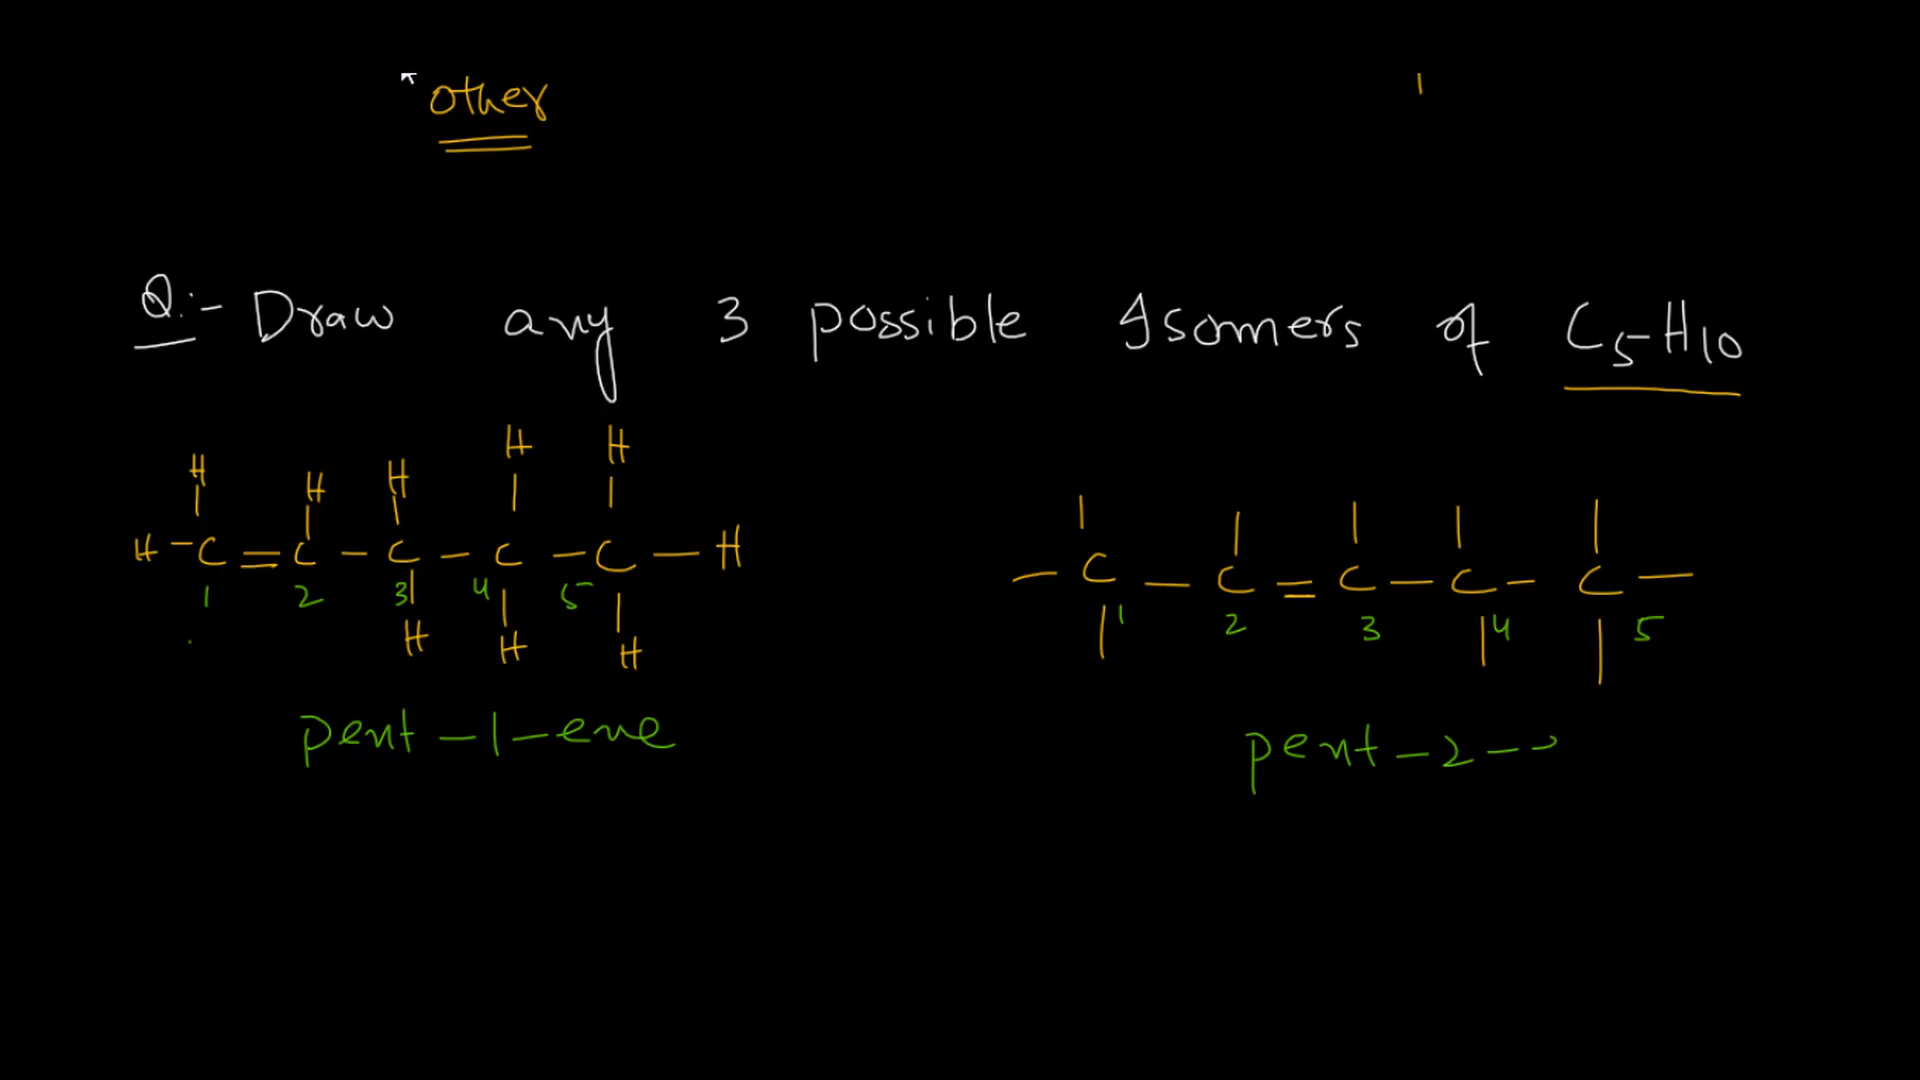 other
Q:- Draw any 3 possible Isomers of C5H10
H H H H H
H-C=C-C-C-C-H
1 2 3 4 5
H H H
-C-C=C-C-C-
1 2 3 4 5
pent-1-ene
pent-2-